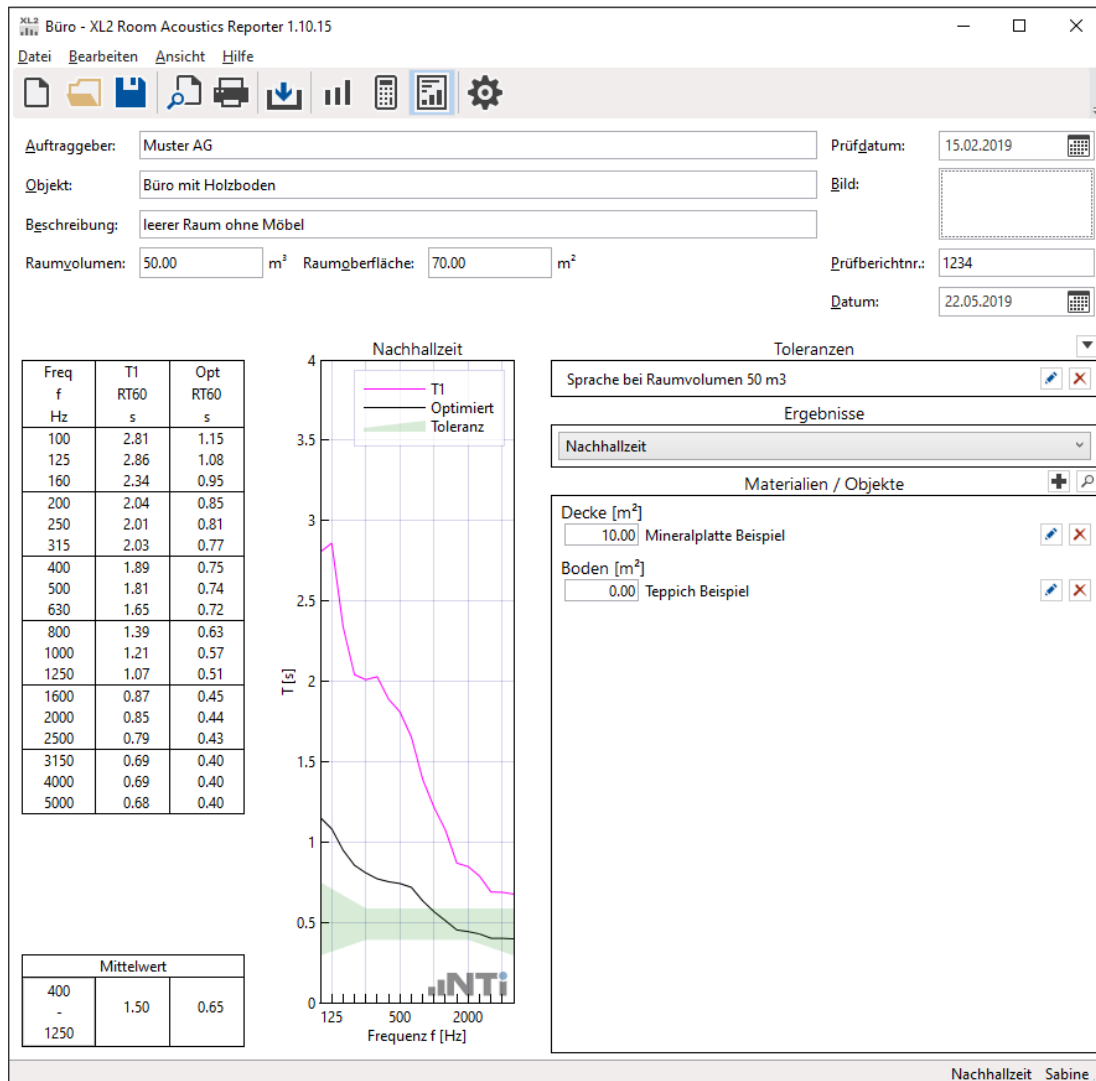 XL2 Büro - XL2 Room Acoustics Reporter 1.10.15
Datei Bearbeiten Ansicht Hilfe
Auftraggeber: Muster AG Prüfdatum: 15.02.2019
Objekt: Büro mit Holzboden Bild:
Beschreibung: leerer Raum ohne Möbel
Raumvolumen: 50.00 m³ Raumoberfläche: 70.00 m² Prüfberichtnr.: 1234
Datum: 22.05.2019
Freq T1 Opt
f RT60 RT60
Hz s s
100 2.81 1.15
125 2.86 1.08
160 2.34 0.95
200 2.04 0.85
250 2.01 0.81
315 2.03 0.77
400 1.89 0.75
500 1.81 0.74
630 1.65 0.72
800 1.39 0.63
1000 1.21 0.57
1250 1.07 0.51
1600 0.87 0.45
2000 0.85 0.44
2500 0.79 0.43
3150 0.69 0.40
4000 0.69 0.40
5000 0.68 0.40
Mittelwert
400 - 1250 1.50 0.65
Nachhallzeit
T1
Optimiert
Toleranz
4
3.5
3
2.5
2
1.5
1
0.5
0
T [s]
NTi
125 500 2000
Frequenz f [Hz]
Toleranzen
Sprache bei Raumvolumen 50 m3
Ergebnisse
Nachhallzeit
Materialien / Objekte
Decke [m²]
10.00 Mineralplatte Beispiel
Boden [m²]
0.00 Teppich Beispiel
Nachhallzeit Sabine